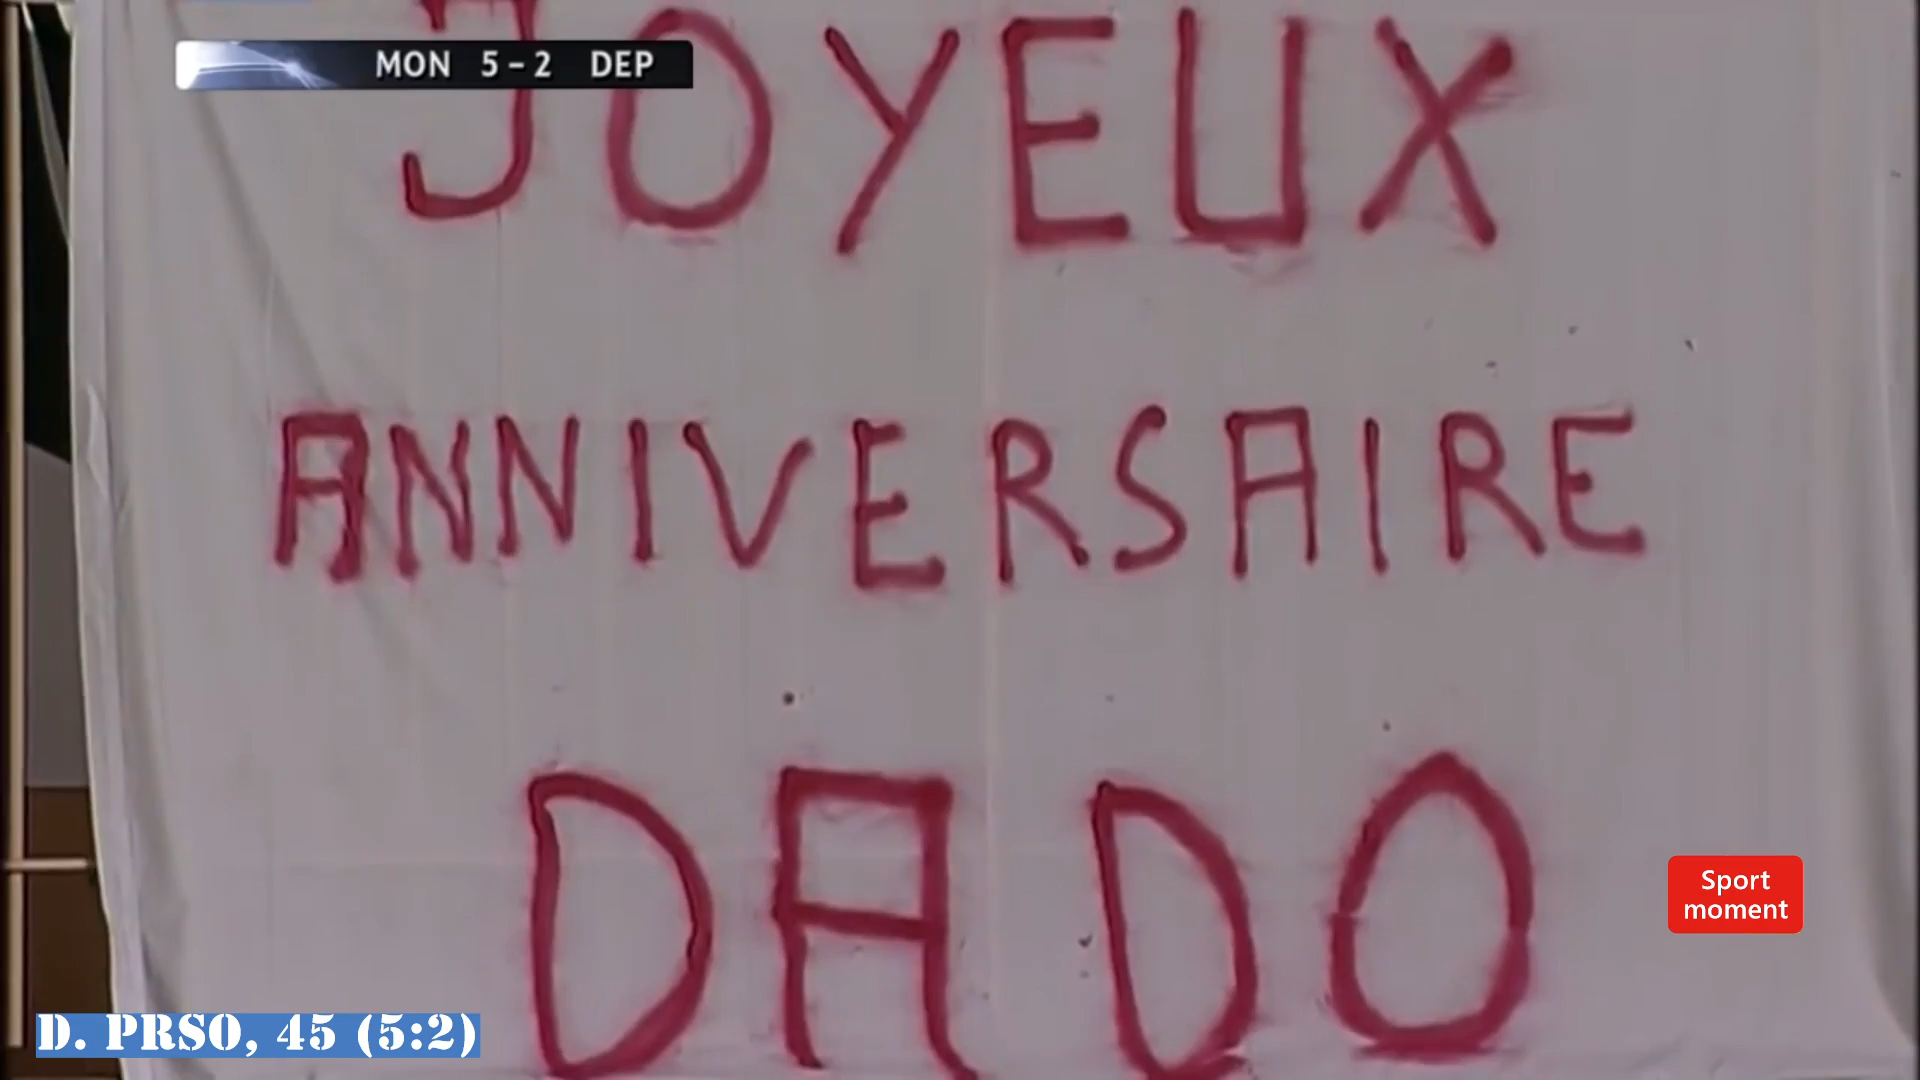 MON 5-2 DEP
JOYEUX
ANNIVERSAIRE
DADO
Sport
moment
D. PRSO, 45 (5:2)